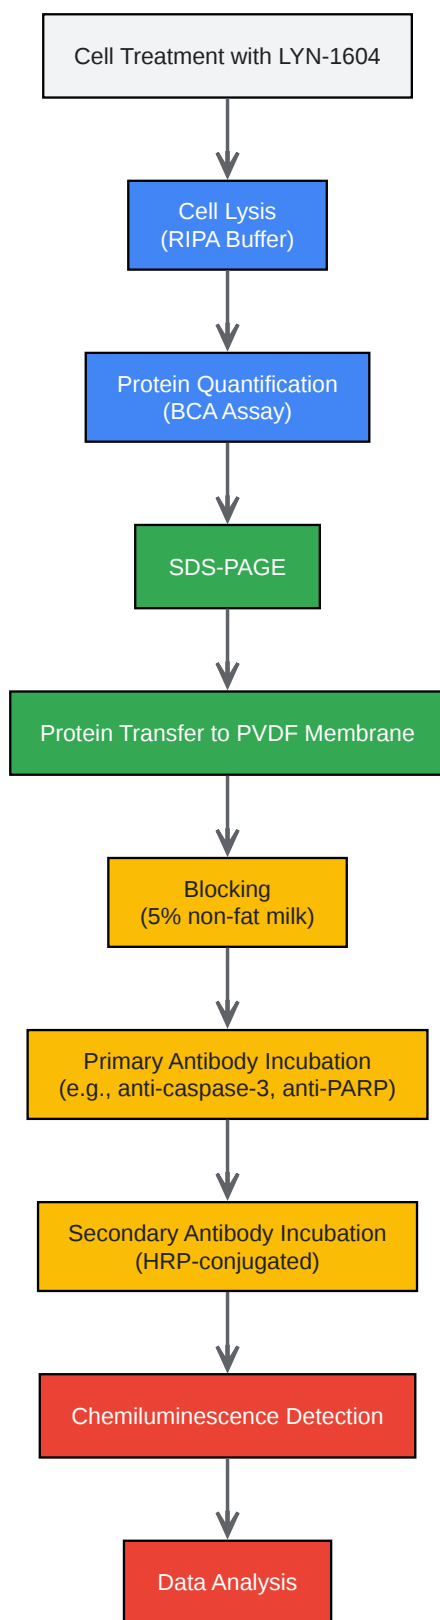 Cell Treatment with LYN-1604
Cell Lysis
(RIPA Buffer)
Protein Quantification
(BCA Assay)
SDS-PAGE
Protein Transfer to PVDF Membrane
Blocking
(5% non-fat milk)
Primary Antibody Incubation
(e.g., anti-caspase-3, anti-PARP)
Secondary Antibody Incubation
(HRP-conjugated)
Chemiluminescence Detection
Data Analysis